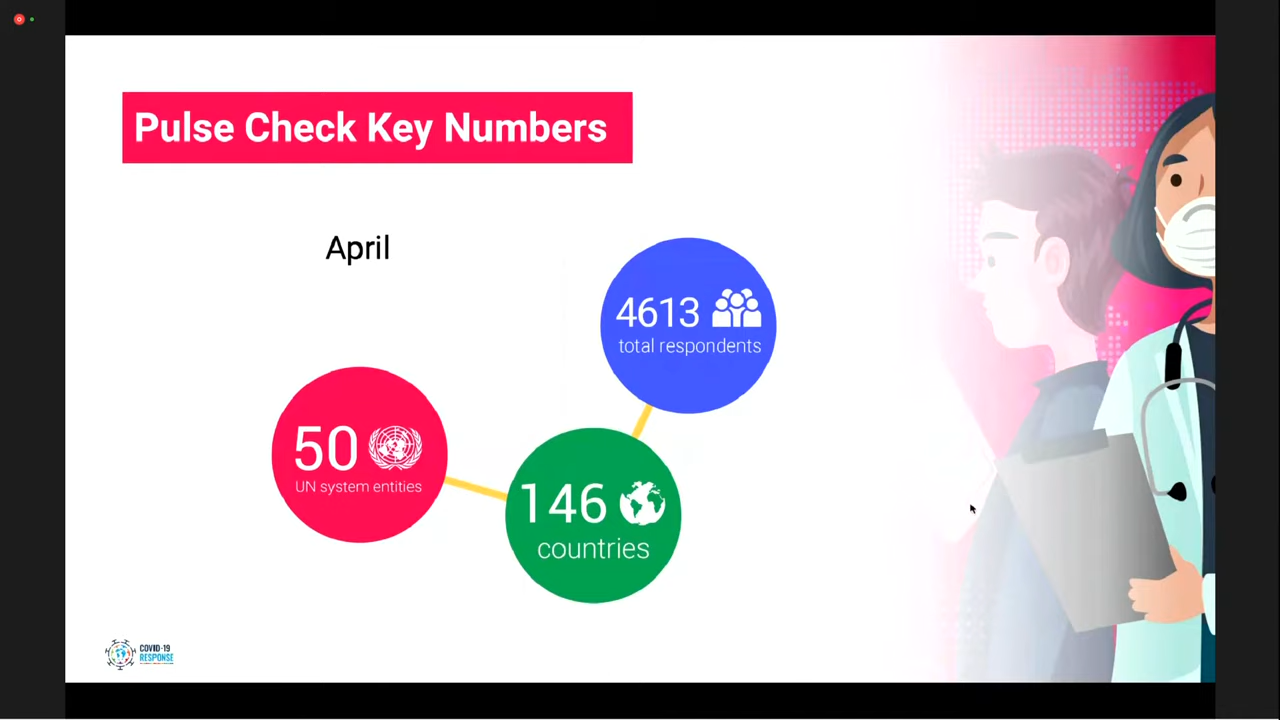 Pulse Check Key Numbers
April
4613
total respondents
50
UN system entities
146
countries
COVID-19
RESPONSE